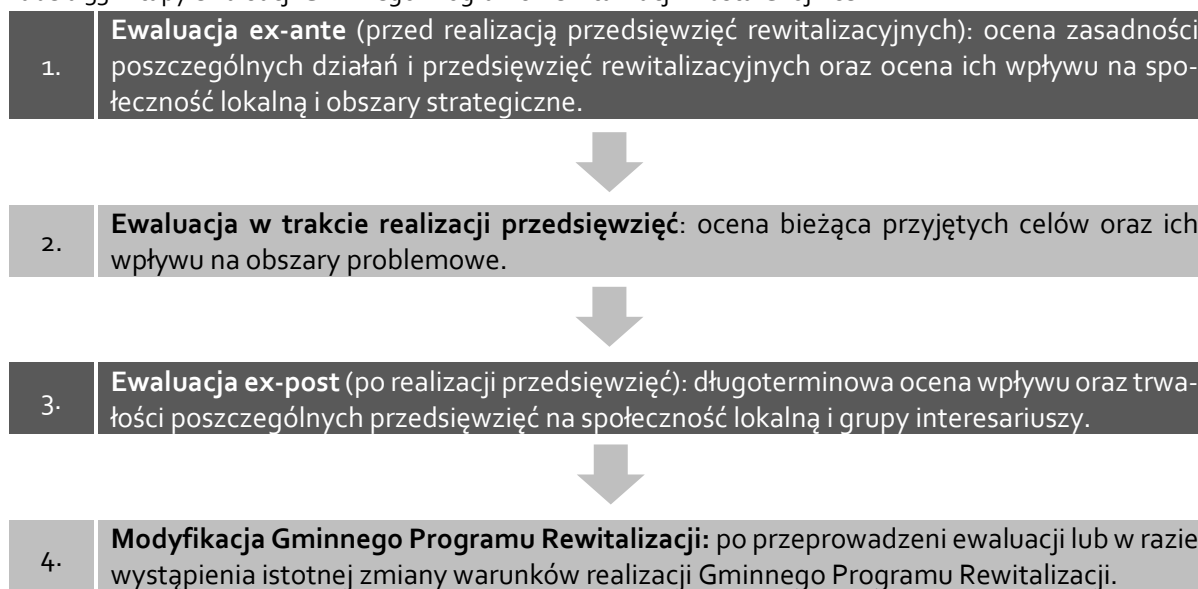 1.
Ewaluacja ex-ante (przed realizacją przedsięwzięć rewitalizacyjnych): ocena zasadności
poszczególnych działań i przedsięwzięć rewitalizacyjnych oraz ocena ich wpływu na spo-
łeczność lokalną i obszary strategiczne.
2.
Ewaluacja w trakcie realizacji przedsięwzięć: ocena bieżąca przyjętych celów oraz ich
wpływu na obszary problemowe.
3.
Ewaluacja ex-post (po realizacji przedsięwzięć): długoterminowa ocena wpływu oraz trwa-
łości poszczególnych przedsięwzięć na społeczność lokalną i grupy interesariuszy.
4.
Modyfikacja Gminnego Programu Rewitalizacji: po przeprowadzeni ewaluacji lub w razie
wystąpienia istotnej zmiany warunków realizacji Gminnego Programu Rewitalizacji.